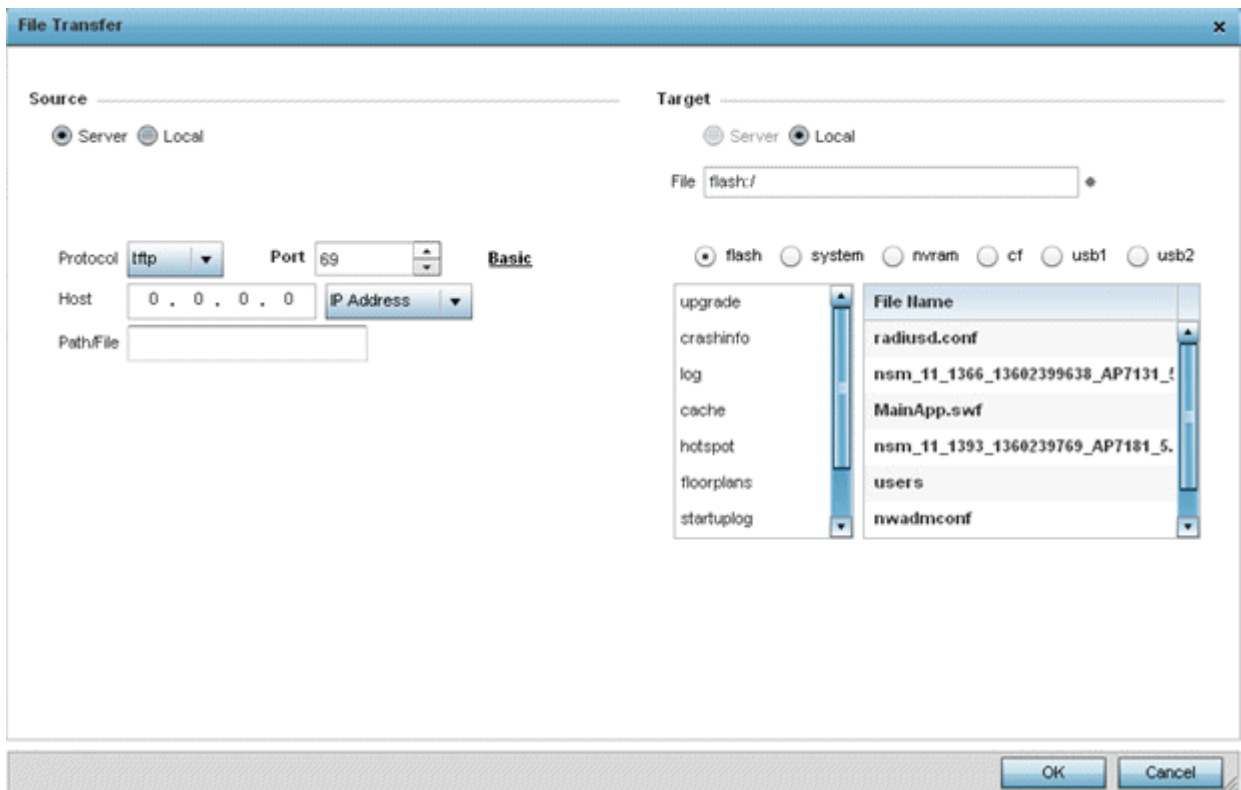 File Transfer
Source
Server Local
Protocol tftp Port 69 Basic
Host 0 . 0 . 0 . 0 IP Address
Path/File
Target
Server Local
File flash:/
flash system nvram cf usb1 usb2
upgrade
crashinfo
log
cache
hotspot
floorplans
startuplog
File Name
radiusd.conf
nsm_11_1366_13602399638_AP7131_5
MainApp.swf
nsm_11_1393_1360239769_AP7181_5.
users
nwadmconf
OK Cancel